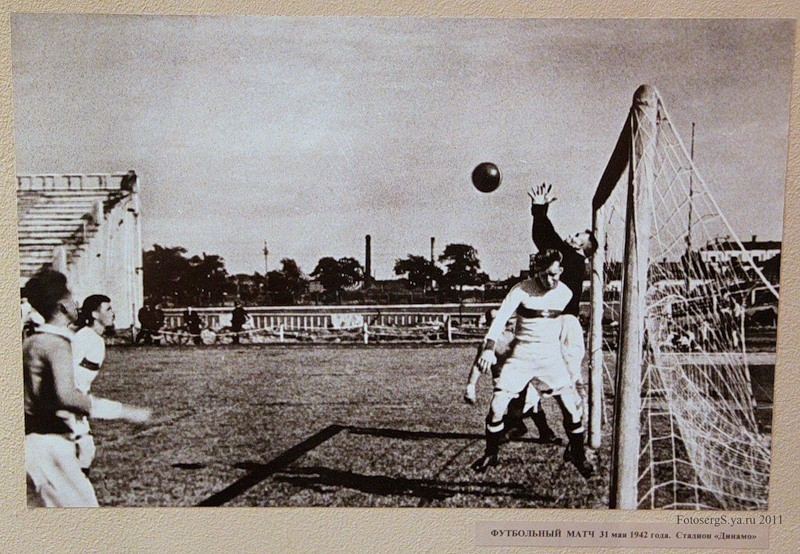 FotosergS.ya.ru 2011
ФУТБОЛЬНЫЙ МАТЧ 31 мая 1942 года. Стадион «Динамо»